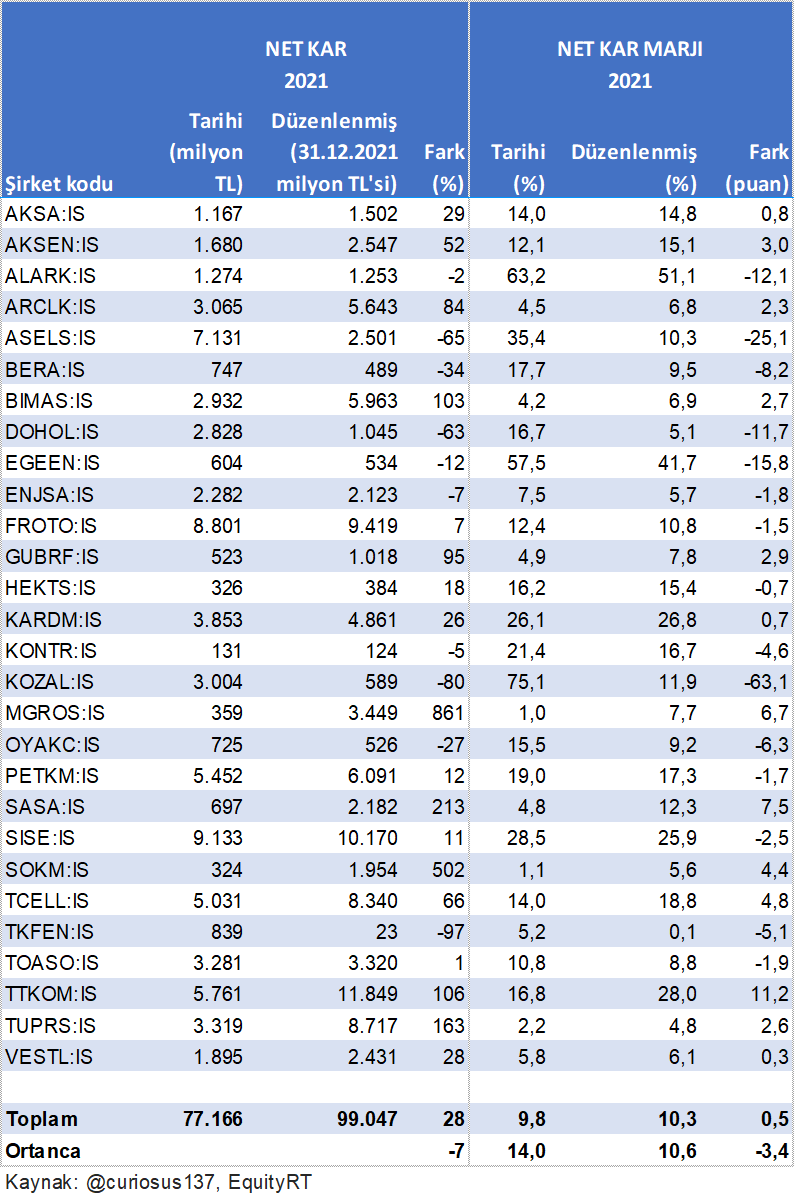 NET KAR NET KAR MARJI
2021 2021
Tarihi Düzenlenmiş
(milyon (31.12.2021 Fark Tarihi Düzenlenmiş Fark
Şirket kodu TL) milyon TL'si) (%) (%) (%) (puan)
AKSA:IS 1.167 1.502 29 14,0 14,8 0,8
AKSEN:IS 1.680 2.547 52 12,1 15,1 3,0
ALARK:IS 1.274 1.253 -2 63,2 51,1 -12,1
ARCLK:IS 3.065 5.643 84 4,5 6,8 2,3
ASELS:IS 7.131 2.501 -65 35,4 10,3 -25,1
BERA:IS 747 489 -34 17,7 9,5 -8,2
BIMAS:IS 2.932 5.963 103 4,2 6,9 2,7
DOHOL:IS 2.828 1.045 -63 16,7 5,1 -11,7
EGEEN:IS 604 534 -12 57,5 41,7 -15,8
ENJSA:IS 2.282 2.123 -7 7,5 5,7 -1,8
FROTO:IS 8.801 9.419 7 12,4 10,8 -1,5
GUBRF:IS 523 1.018 95 4,9 7,8 2,9
HEKTS:IS 326 384 18 16,2 15,4 -0,7
KARDM:IS 3.853 4.861 26 26,1 26,8 0,7
KONTR:IS 131 124 -5 21,4 16,7 -4,6
KOZAL:IS 3.004 589 -80 75,1 11,9 -63,1
MGROS:IS 359 3.449 861 1,0 7,7 6,7
OYAKC:IS 725 526 -27 15,5 9,2 -6,3
PETKM:IS 5.452 6.091 12 19,0 17,3 -1,7
SASA:IS 697 2.182 213 4,8 12,3 7,5
SISE:IS 9.133 10.170 11 28,5 25,9 -2,5
SOKM:IS 324 1.954 502 1,1 5,6 4,4
TCELL:IS 5.031 8.340 66 14,0 18,8 4,8
TKFEN:IS 839 23 -97 5,2 0,1 -5,1
TOASO:IS 3.281 3.320 1 10,8 8,8 -1,9
TTKOM:IS 5.761 11.849 106 16,8 28,0 11,2
TUPRS:IS 3.319 8.717 163 2,2 4,8 2,6
VESTL:IS 1.895 2.431 28 5,8 6,1 0,3
Toplam 77.166 99.047 28 9,8 10,3 0,5
Ortanca -7 14,0 10,6 -3,4
Kaynak: @curiosus137, EquityRT